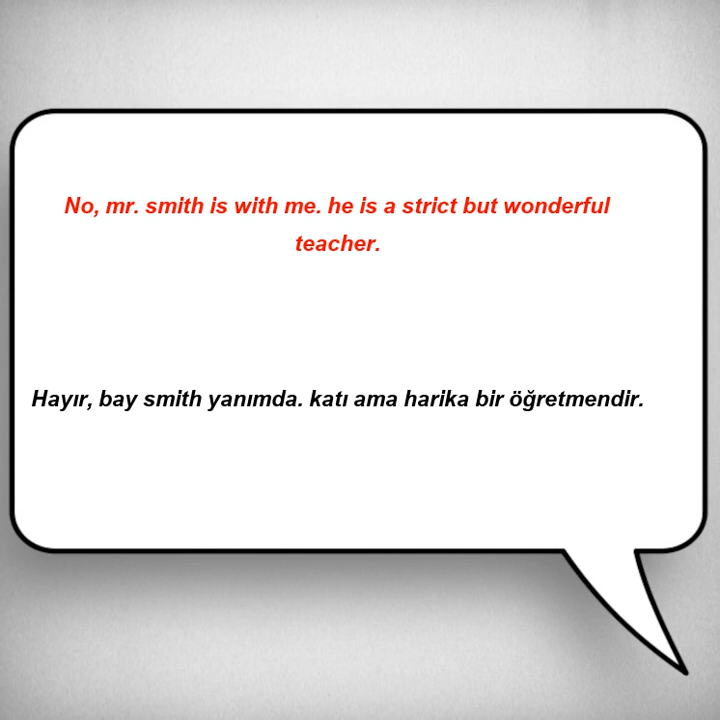 No, mr. smith is with me. he is a strict but wonderful
teacher.
Hayır, bay smith yanımda. katı ama harika bir öğretmendir.